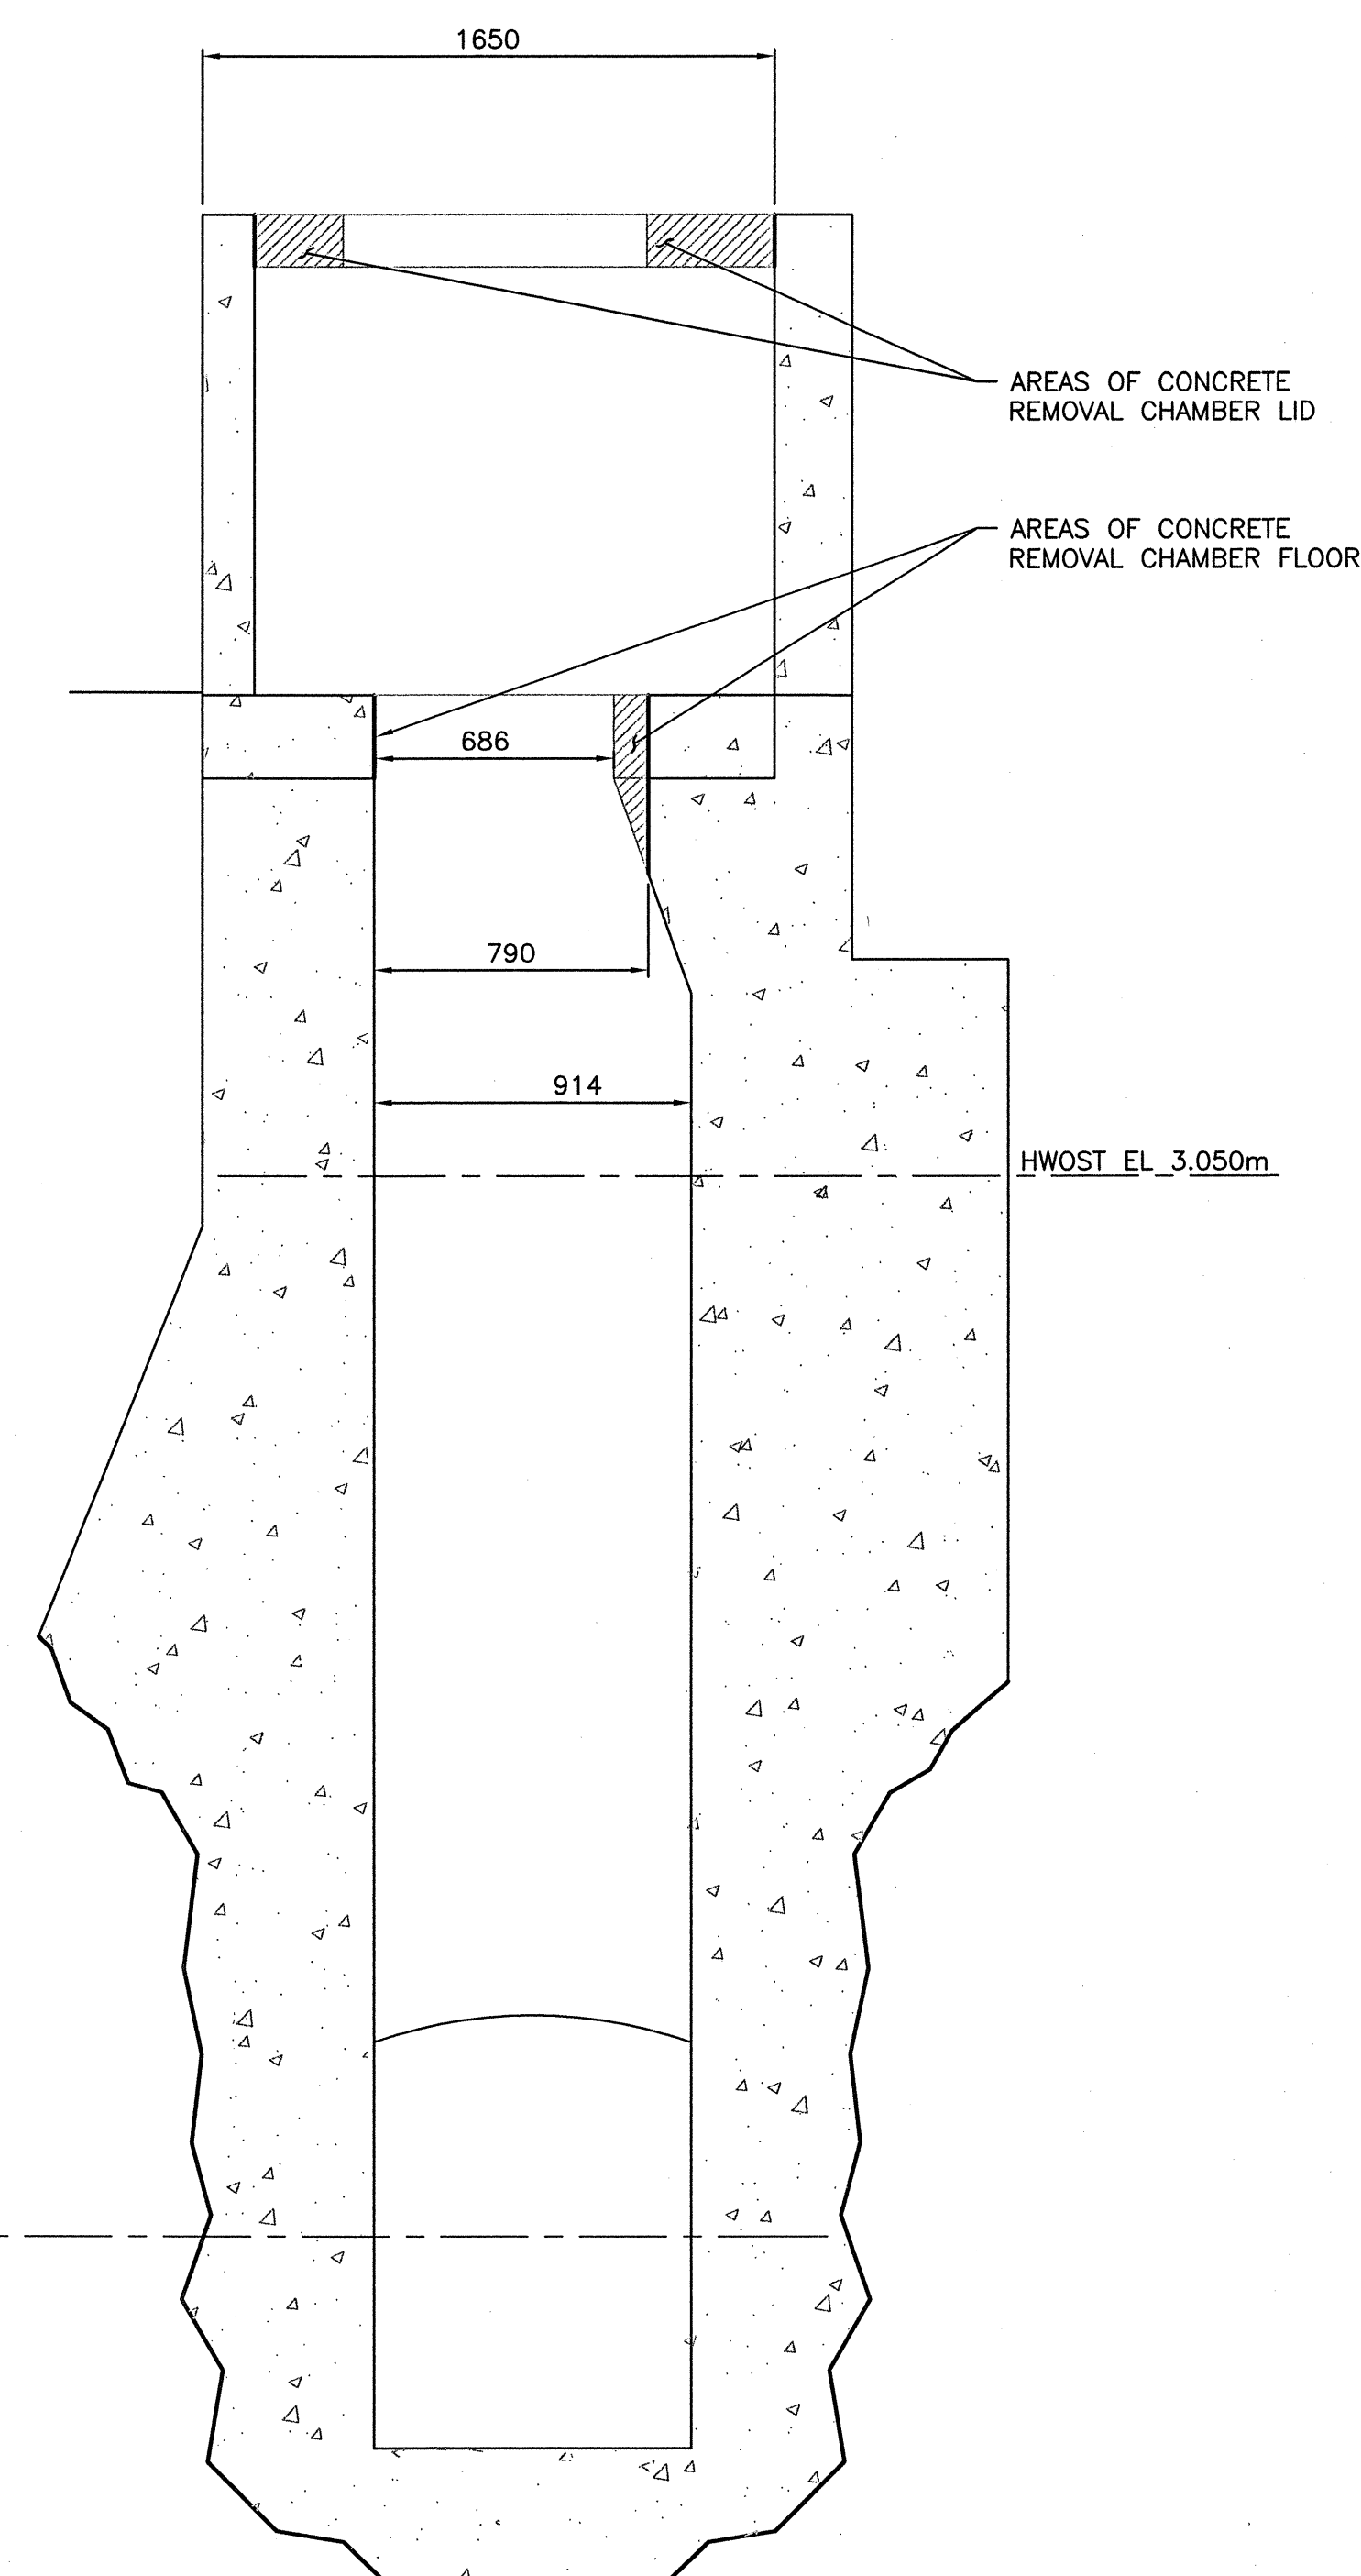 1650
AREAS OF CONCRETE
REMOVAL CHAMBER LID
AREAS OF CONCRETE
REMOVAL CHAMBER FLOOR
686
790
914
HWOST EL 3.050m